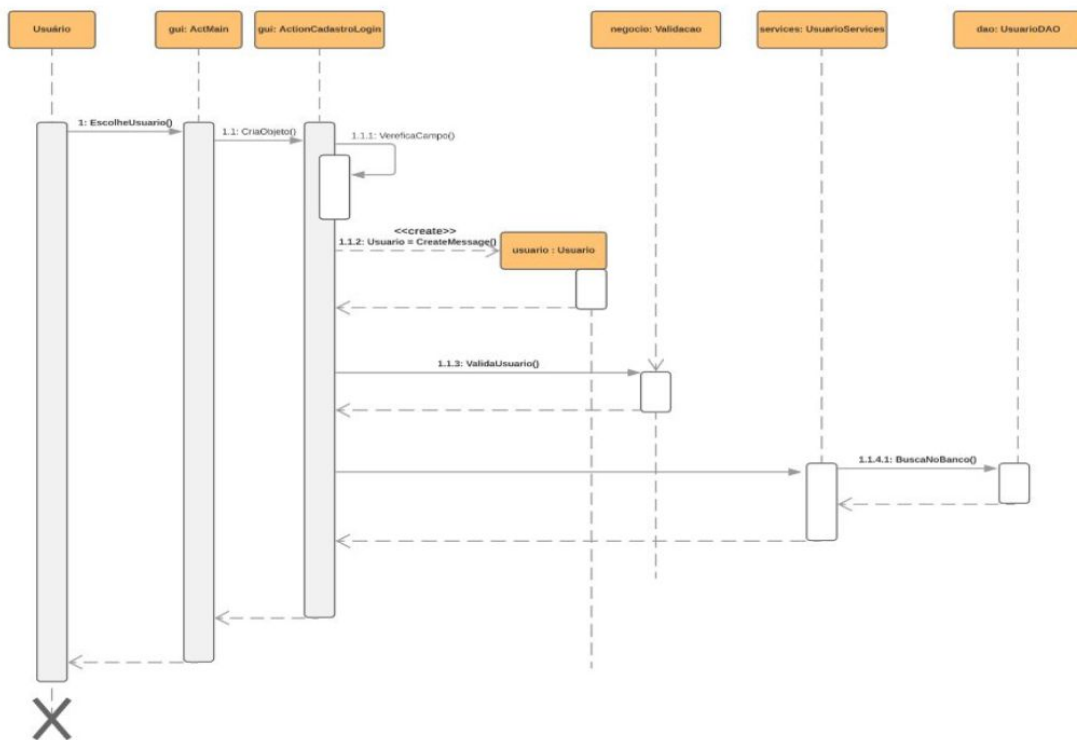 Usuário
gui: ActMain
gui: ActionCadastroLogin
negocio: Validacao
services: UsuarioServices
dao: UsuarioDAO
1: EscolheUsuario()
1.1: CriaObjeto()
1.1.1: VereficaCampo()
<<create>>
1.1.2: Usuario = CreateMessage()
usuario : Usuario
1.1.3: ValidaUsuario()
1.1.4.1: BuscaNoBanco()